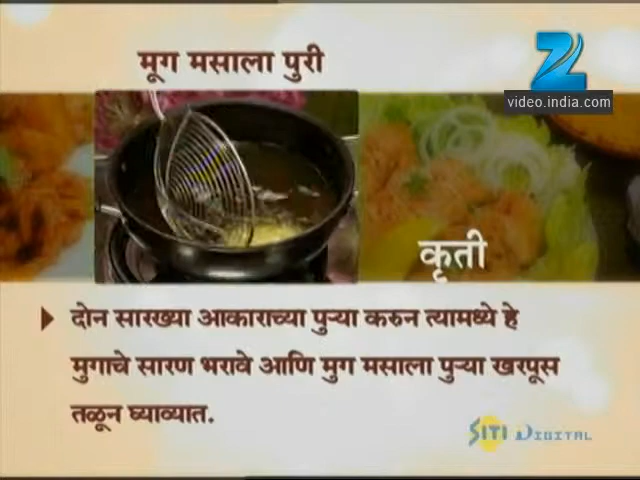 मूग मसाला पुरी
Z
video.india.com
कृती
दोन सारख्या आकाराच्या पुऱ्या करुन त्यामध्ये हे
मुगाचे सारण भरावे आणि मुग मसाला पुऱ्या खरपूस
तळून घ्याव्यात.
SITI DIGITAL